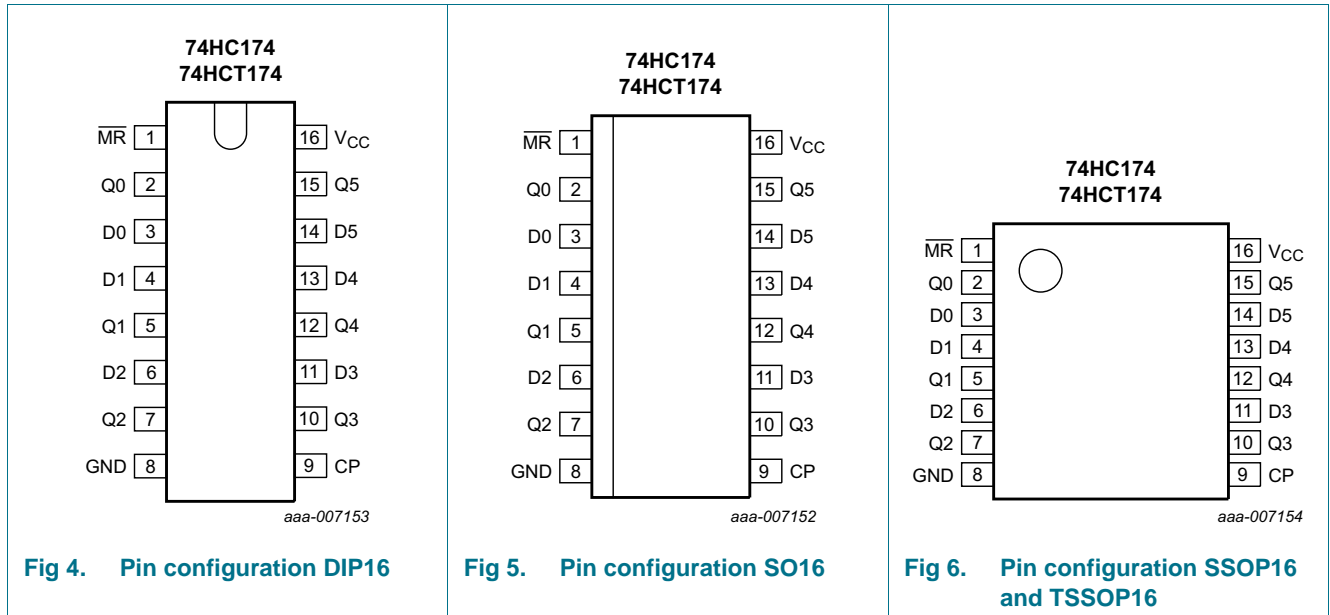 74HC174
74HCT174
M̅R̅ 1 16 VCC
Q0 2 15 Q5
D0 3 14 D5
D1 4 13 D4
Q1 5 12 Q4
D2 6 11 D3
Q2 7 10 Q3
GND 8 9 CP
aaa-007153
Fig 4. Pin configuration DIP16
74HC174
74HCT174
M̅R̅ 1 16 VCC
Q0 2 15 Q5
D0 3 14 D5
D1 4 13 D4
Q1 5 12 Q4
D2 6 11 D3
Q2 7 10 Q3
GND 8 9 CP
aaa-007152
Fig 5. Pin configuration SO16
74HC174
74HCT174
M̅R̅ 1 16 VCC
Q0 2 15 Q5
D0 3 14 D5
D1 4 13 D4
Q1 5 12 Q4
D2 6 11 D3
Q2 7 10 Q3
GND 8 9 CP
aaa-007154
Fig 6. Pin configuration SSOP16
and TSSOP16